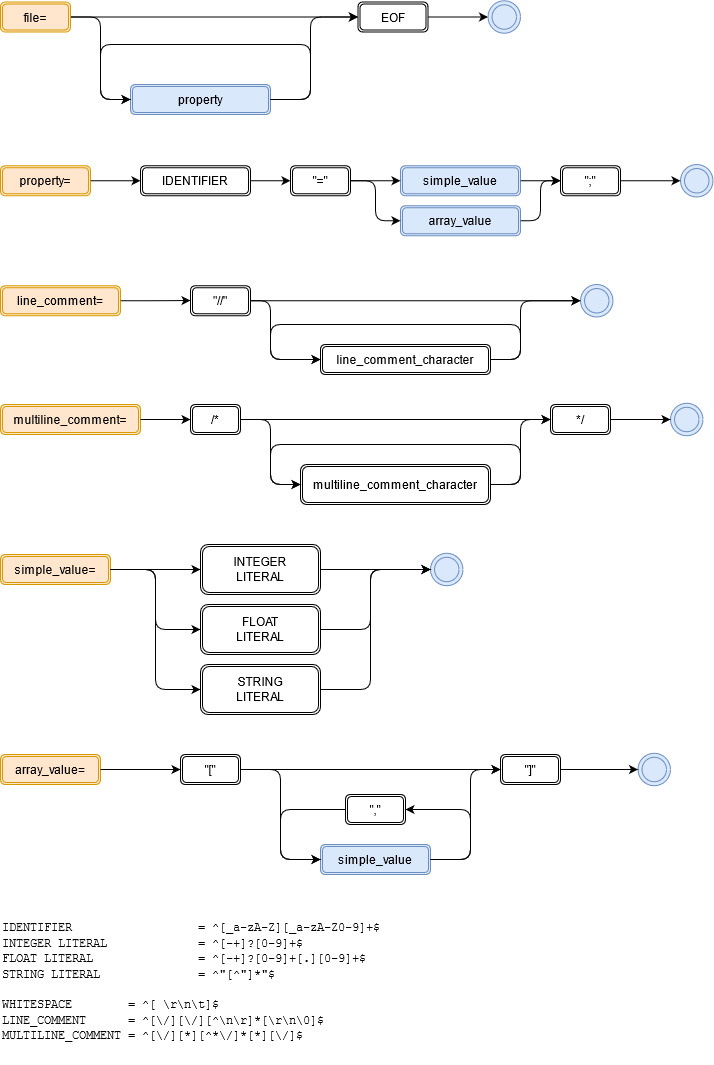 file=
EOF
property
property=
IDENTIFIER
"="
simple_value
";"
array_value
line_comment=
"//"
line_comment_character
multiline_comment=
/*
*/
multiline_comment_character
simple_value=
INTEGER
LITERAL
FLOAT
LITERAL
STRING
LITERAL
array_value=
"["
"]"
","
simple_value
IDENTIFIER = ^[_a-zA-Z][_a-zA-Z0-9]+$
INTEGER LITERAL = ^[-+]?[0-9]+$
FLOAT LITERAL = ^[-+]?[0-9]+[.][0-9]+$
STRING LITERAL = ^"[^"]*"$
WHITESPACE = ^[ \r\n\t]$
LINE_COMMENT = ^[\/][\/][^\n\r]*[\r\n\0]$
MULTILINE_COMMENT = ^[\/][*][^*\/]*[*][\/]$